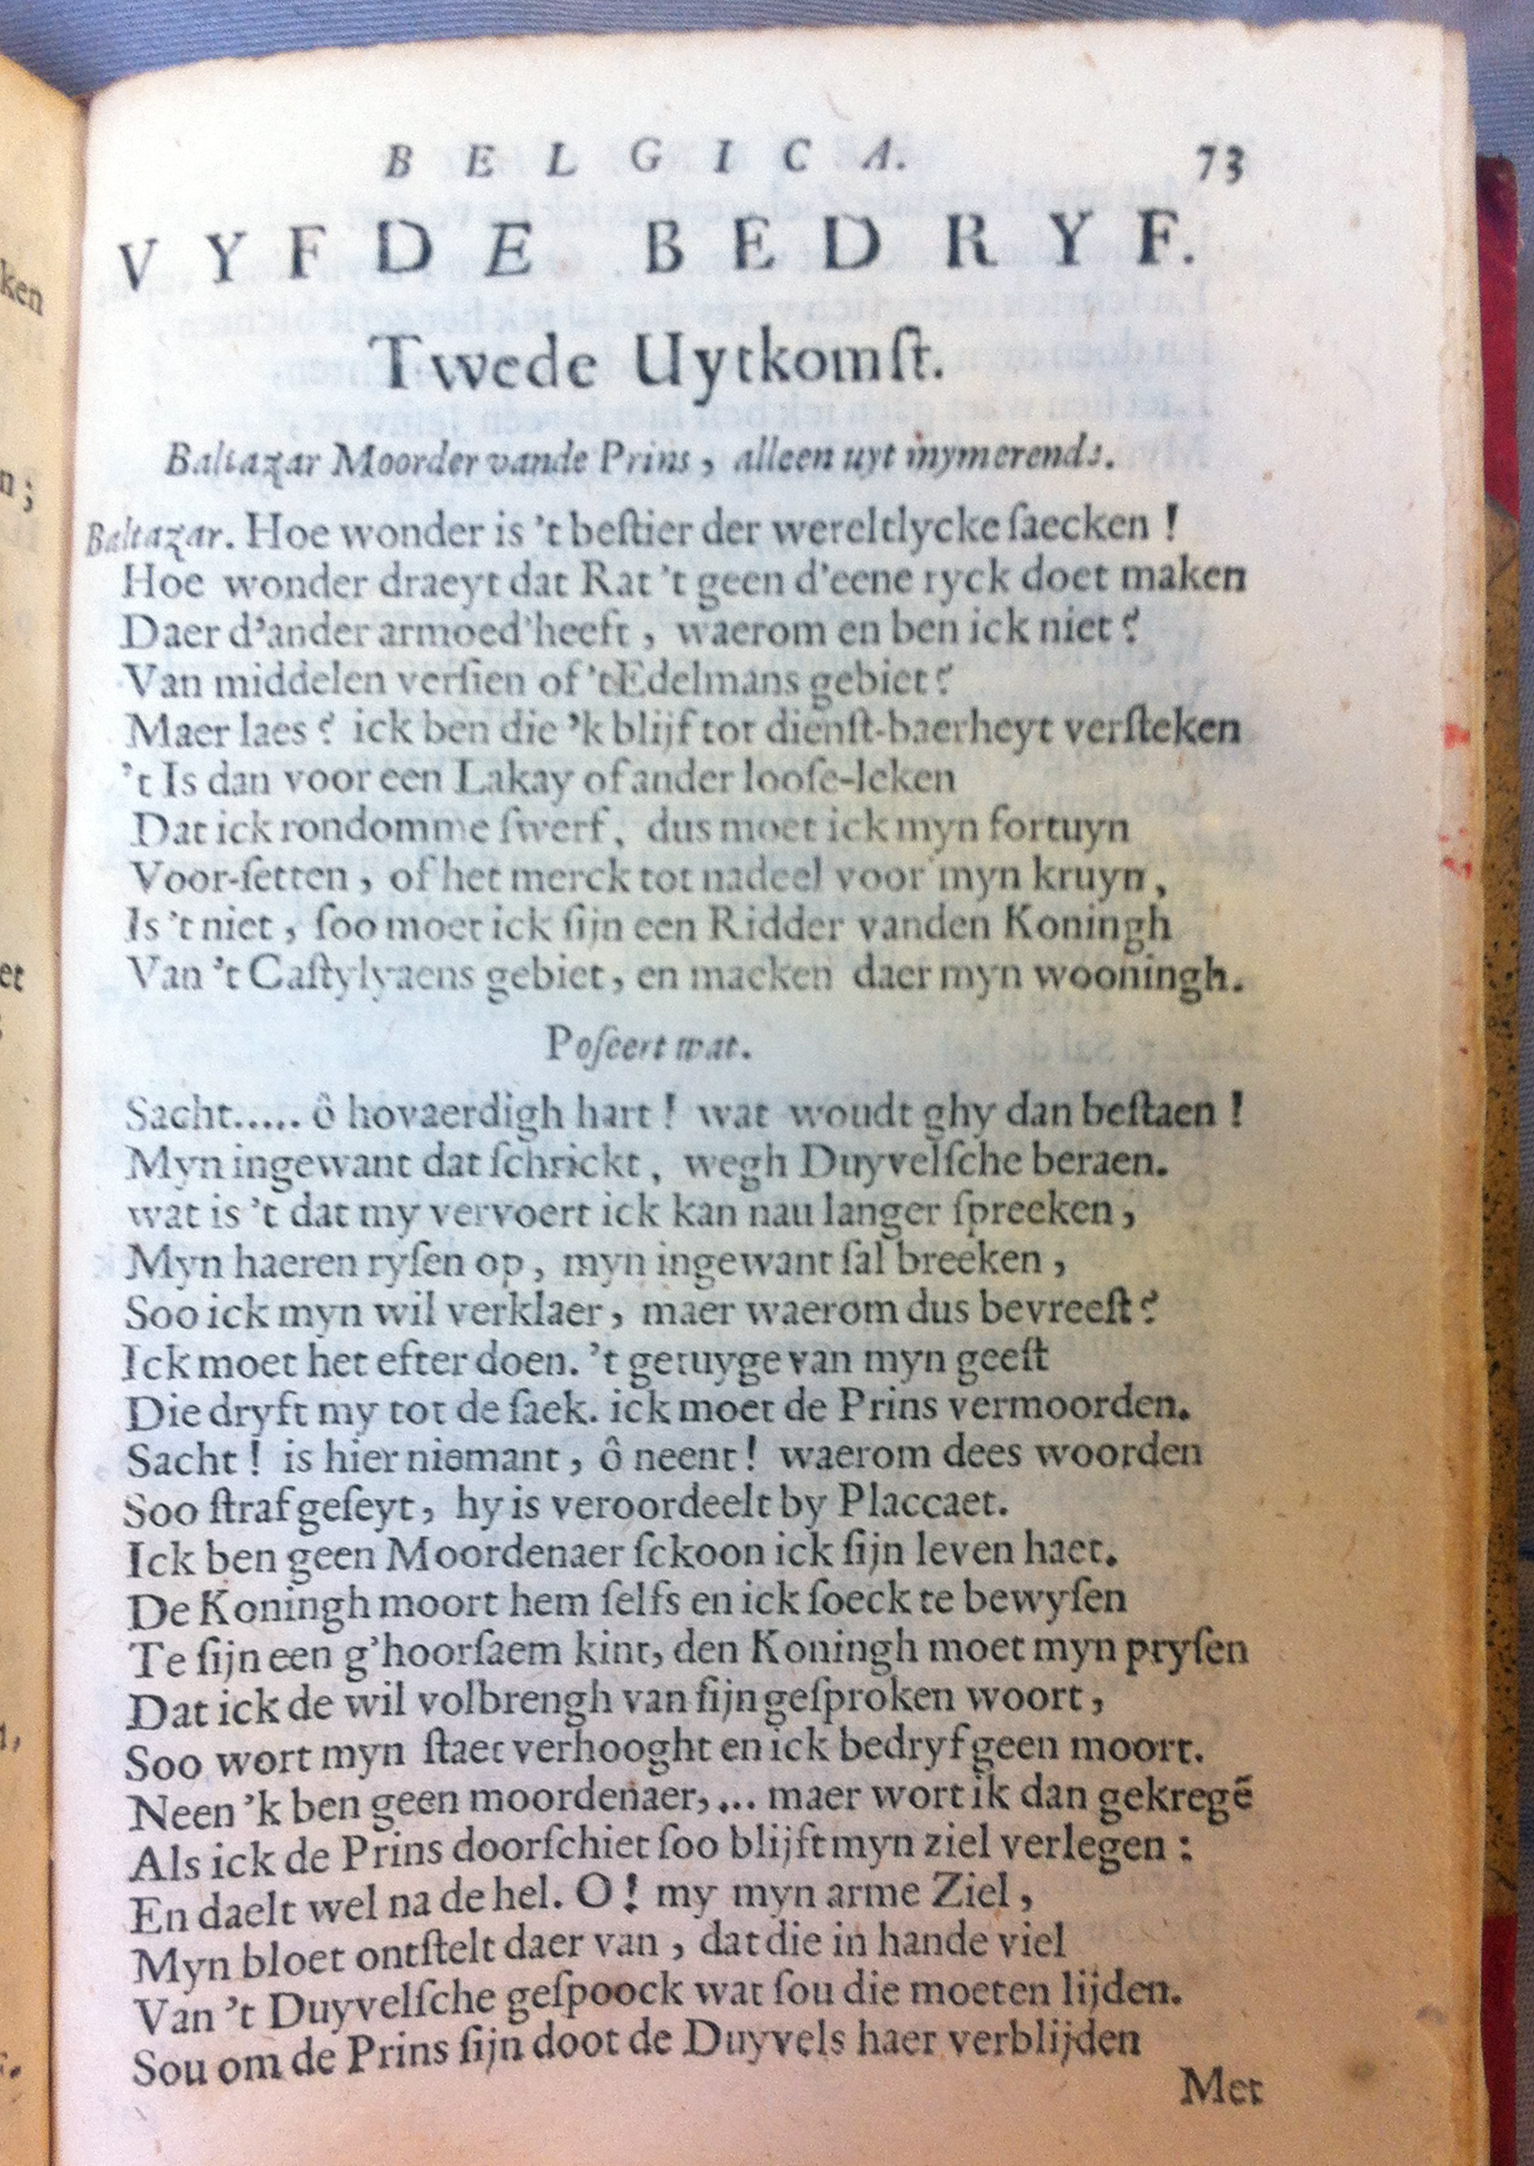 BELGICA. 73
VYFDE BEDRYF.
Twede Uytkomſt.
Baltazar Moorder vande Prins, alleen uyt mymerende.
Baltazar. Hoe wonder is 't beſtier der wereltlycke ſaecken!
Hoe wonder draeyt dat Rat 't geen d'eene ryck doet maken
Daer d'ander armoed' heeft, waerom en ben ick niet?
Van middelen verſien of 't Edelmans gebiet?
Maer laes? ick ben die 'k blijf tot dienſt-baerheyt verſteken
't Is dan voor een Lakay of ander looſe-leken
Dat ick rondomme ſwerf, dus moet ick myn fortuyn
Voor-ſetten, of het merck tot nadeel voor myn kruyn,
Is 't niet, ſoo moet ick ſijn een Ridder vanden Koningh
Van 't Caſtylyaens gebiet, en macken daer myn wooningh.
Poſeert wat.
Sacht..... ô hovaerdigh hart! wat woudt ghy dan beſtaen!
Myn ingewant dat ſchrickt, wegh Duyvelſche beraen.
wat is 't dat my vervoert ick kan nau langer ſpreeken,
Myn haeren ryſen op, myn ingewant ſal breeken,
Soo ick myn wil verklaer, maer waerom dus bevreeſt?
Ick moet het efter doen. 't getuyge van myn geeſt
Die dryft my tot de ſaek. ick moet de Prins vermoorden.
Sacht! is hier niemant, ô neent! waerom dees woorden
Soo ſtraf geſeyt, hy is veroordeelt by Placcaet.
Ick ben geen Moordenaer ſckoon ick ſijn leven haet.
De Koningh moort hem ſelfs en ick ſoeck te bewyſen
Te ſijn een g'hoorſaem kint, den Koningh moet myn pryſen
Dat ick de wil volbrengh van ſijn geſproken woort,
Soo wort myn ſtaet verhooght en ick bedryf geen moort.
Neen 'k ben geen moordenaer,... maer wort ik dan gekregē
Als ick de Prins doorſchiet ſoo blijft myn ziel verlegen:
En daelt wel na de hel. O! my myn arme Ziel,
Myn bloet ontſtelt daer van, dat die in hande viel
Van 't Duyvelſche geſpoock wat ſou die moeten lijden.
Sou om de Prins ſijn doot de Duyvels haer verblijden
Met
ken
n;
et